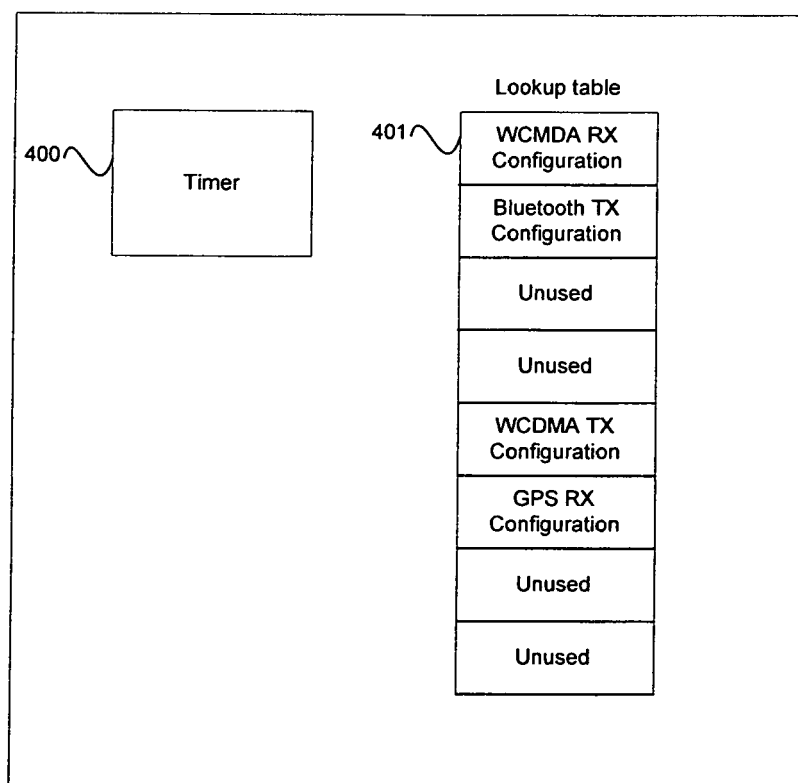 Lookup table
400
Timer
401
WCMDA RX
Configuration
Bluetooth TX
Configuration
Unused
Unused
WCDMA TX
Configuration
GPS RX
Configuration
Unused
Unused